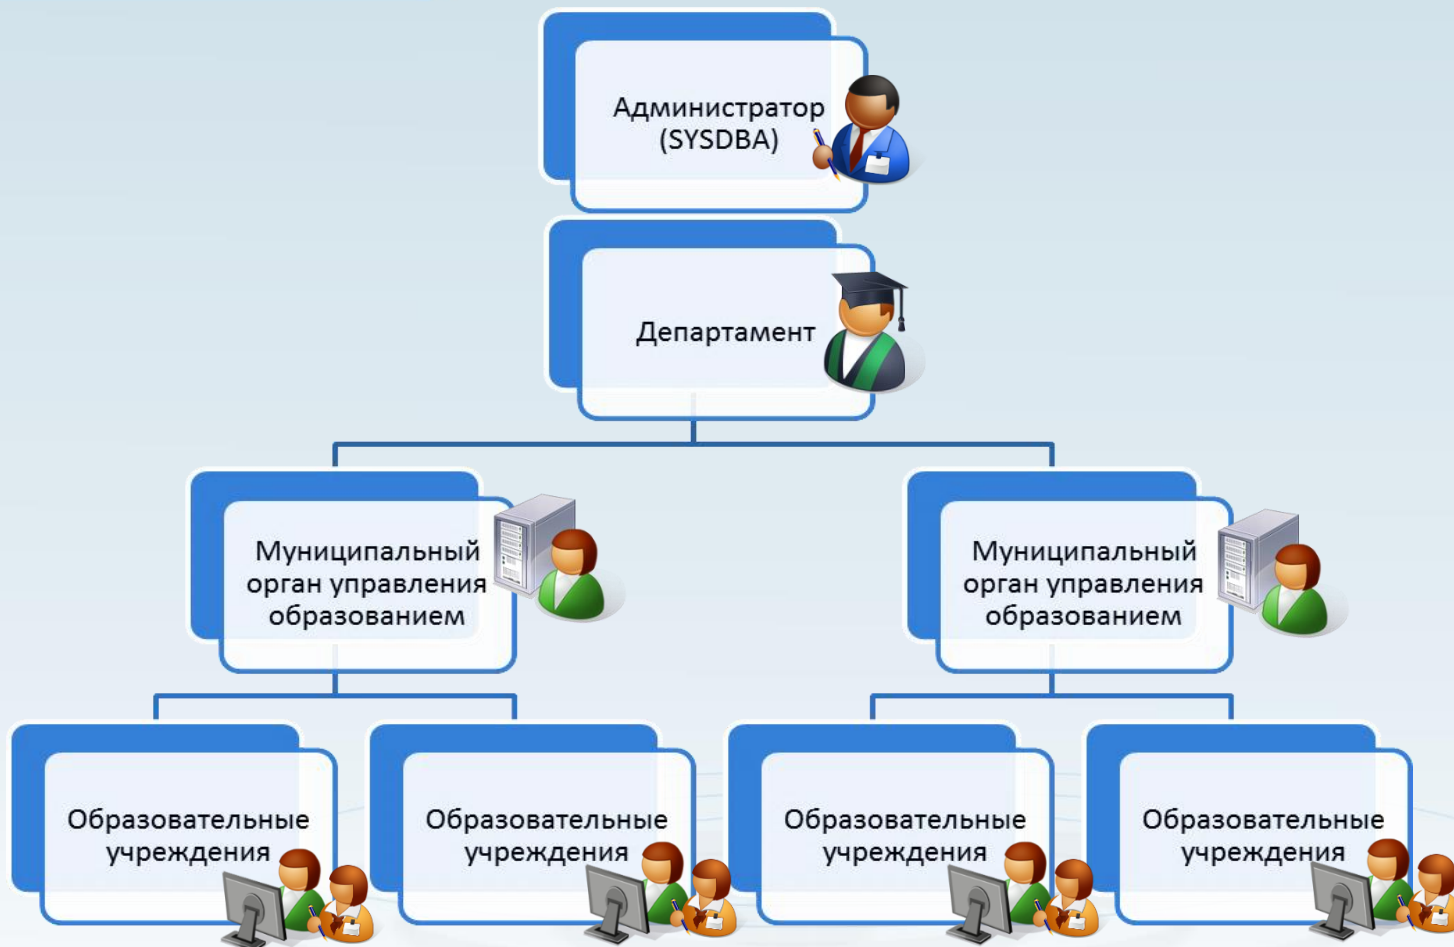 Администратор
(SYSDBA)
Департамент
Муниципальный
орган управления
образованием
Муниципальный
орган управления
образованием
Образовательные
учреждения
Образовательные
учреждения
Образовательные
учреждения
Образовательные
учреждения